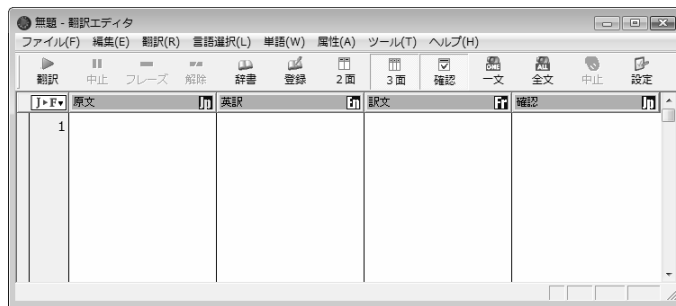 無題 - 翻訳エディタ
ファイル(F) 編集(E) 翻訳(R) 言語選択(L) 単語(W) 属性(A) ツール(T) ヘルプ(H)
翻訳 中止 フレーズ 解除 辞書 登録 2面 3面 確認 一文 全文 中止 設定
J▸F▾ 原文 英訳 訳文 確認
1